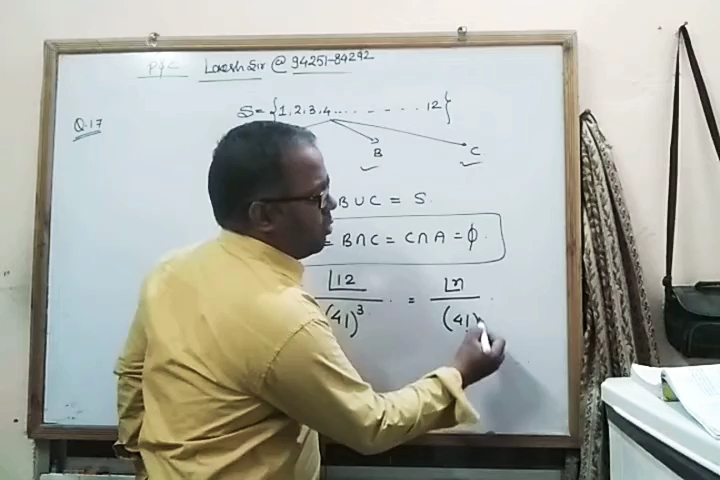 P&C Lokesh Sir @ 94251-84292
Q.17
S = {1, 2, 3, 4 ... - - - ... 12}
B C
B ∪ C = S.
= B ∩ C = C ∩ A = ϕ.
⌊12 / (4!)³ = ⌊n / (4!)